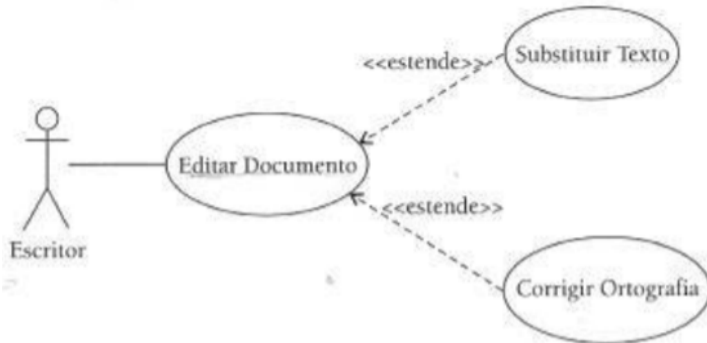 Substituir Texto
<<estende>>
Editar Documento
<<estende>>
Escritor
Corrigir Ortografia